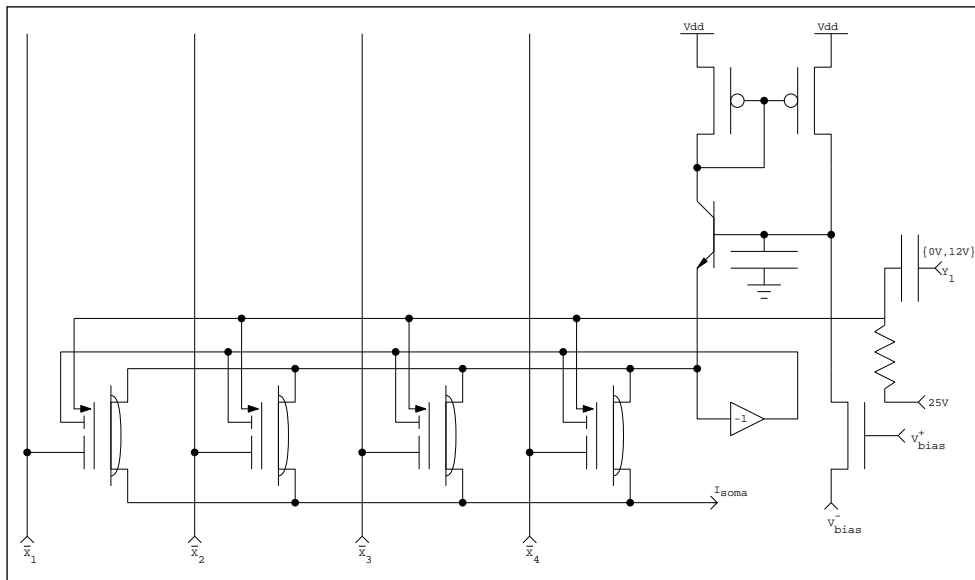 Vdd Vdd
{0V,12V}
Y1
-1
25V
V+bias
Isoma
V-bias
x̄1 x̄2 x̄3 x̄4